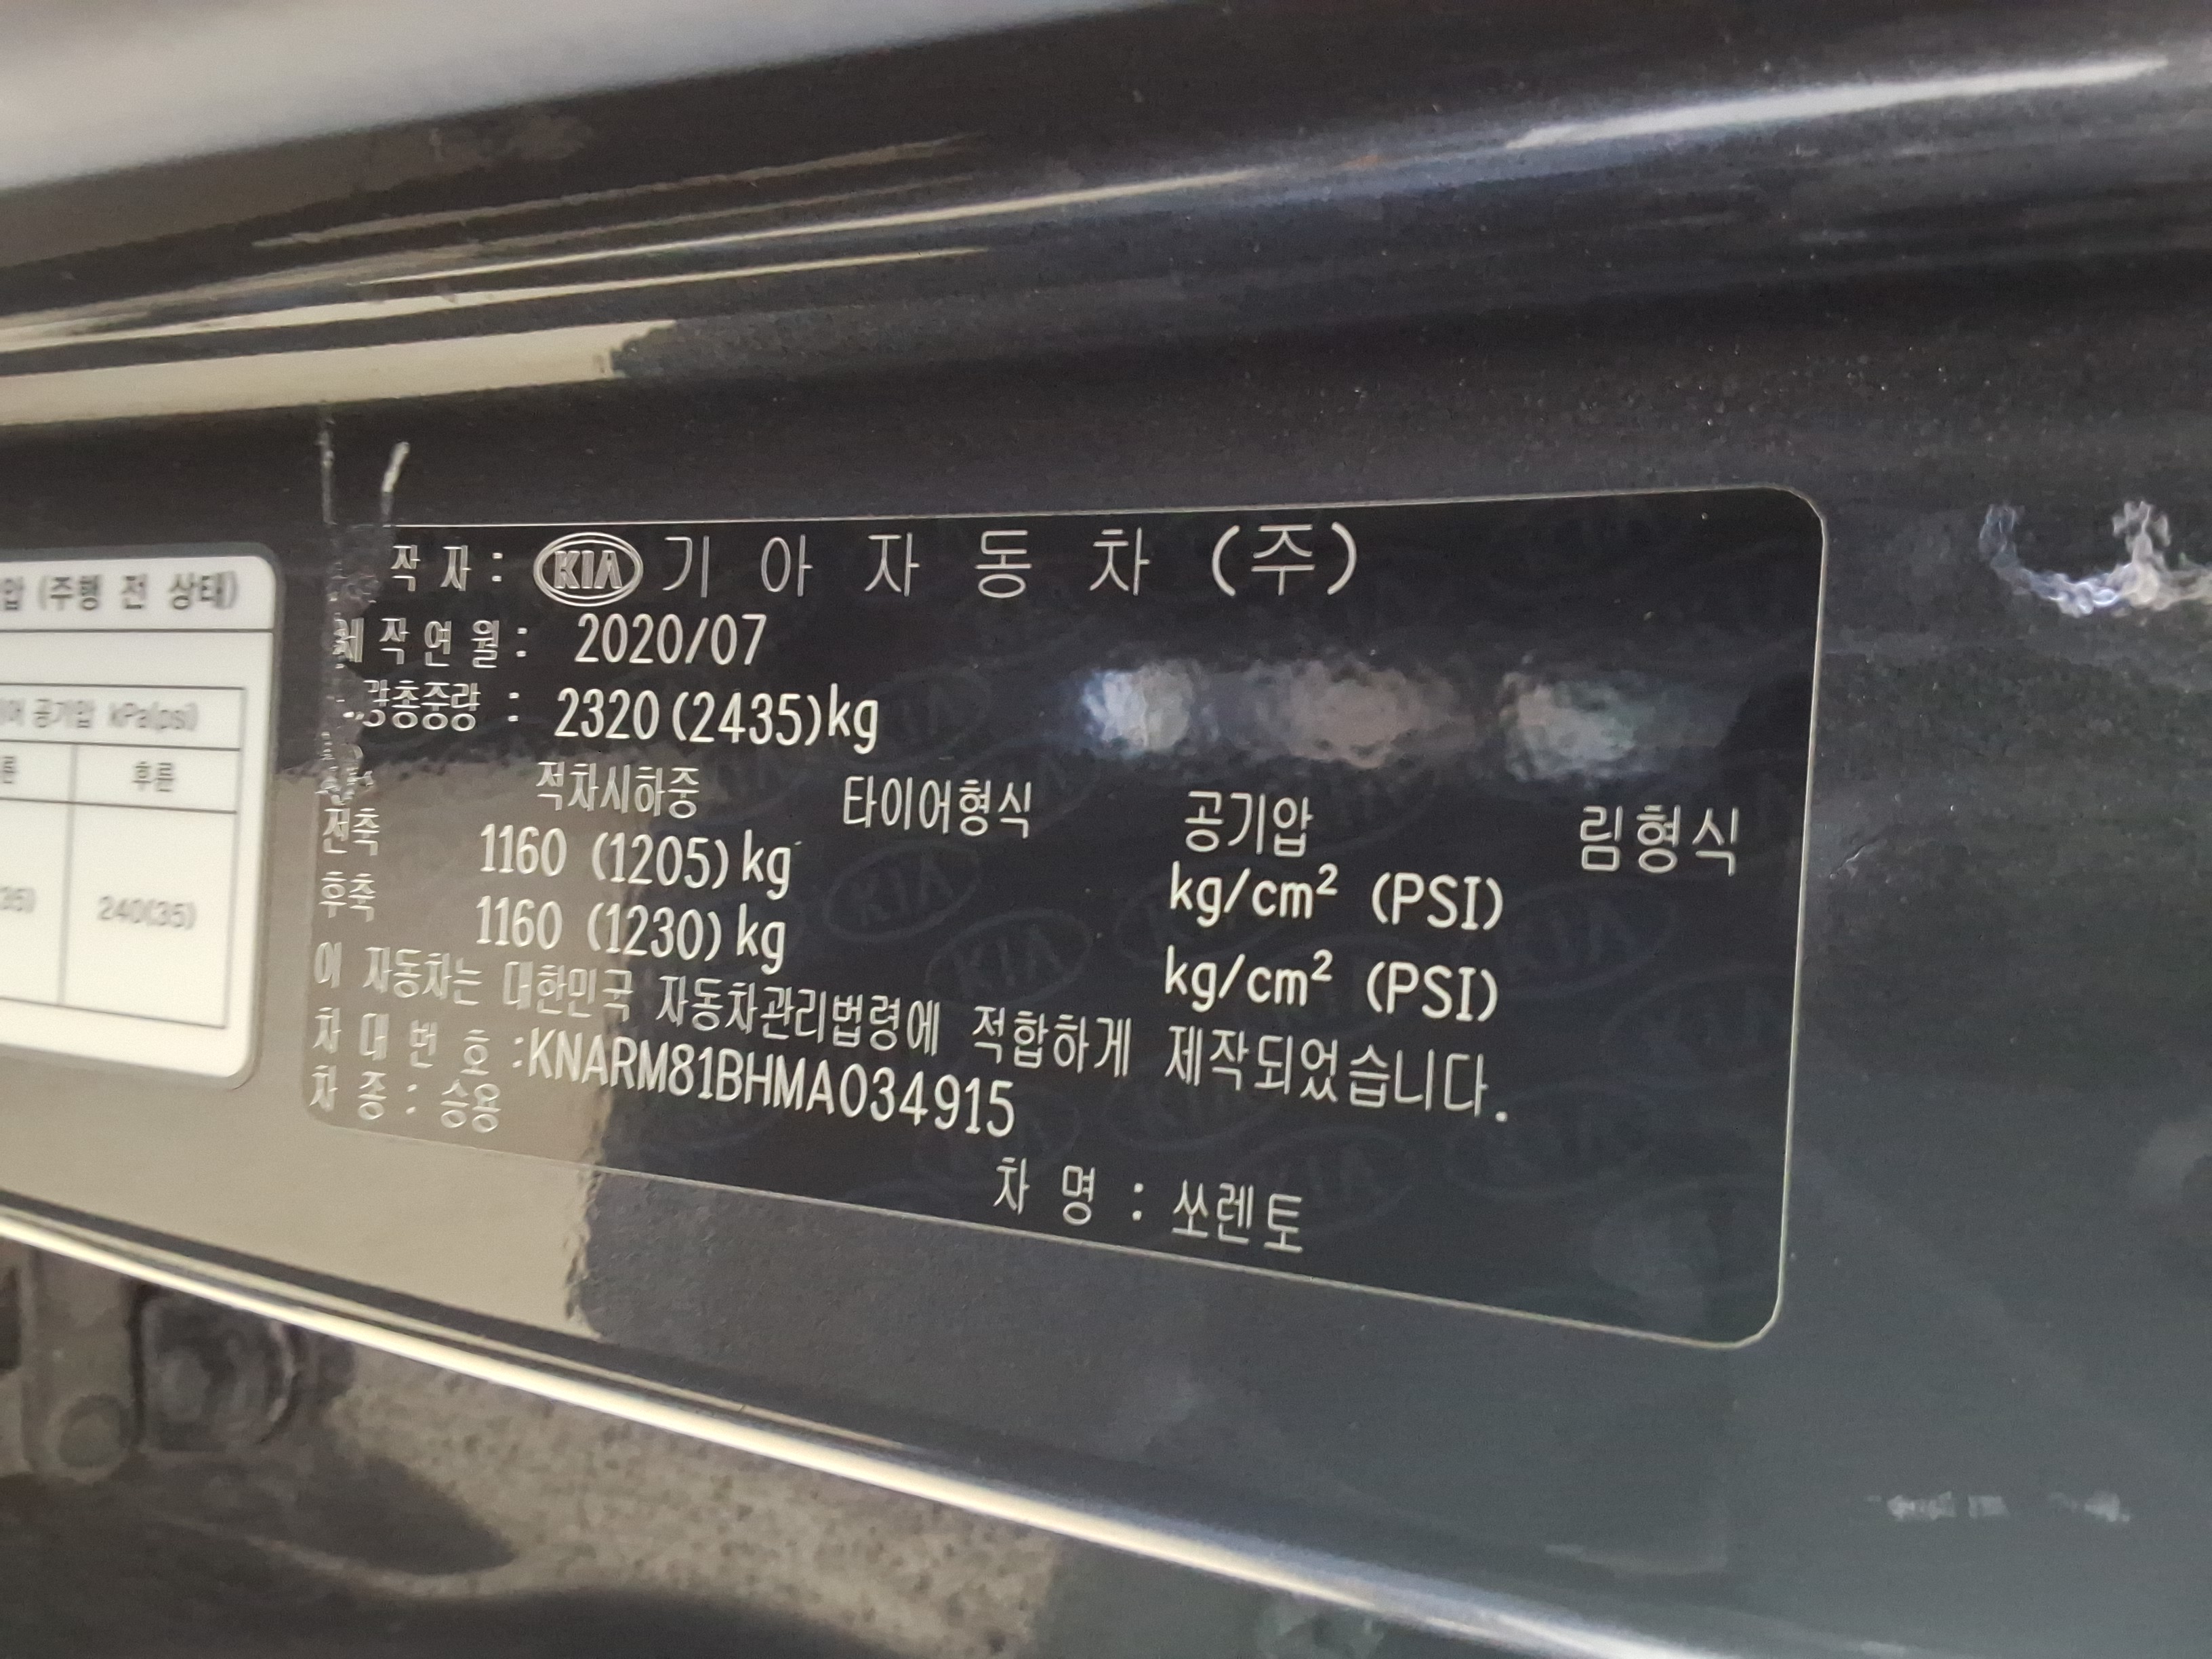 압 (주행 전 상태)
공기압 kPa(psi)
후륜
240(35)
작 자 : KIA 기 아 자 동 차 (주)
제 작 연 월 : 2020/07
총중량 : 2320 (2435)kg
적차시하중 타이어형식 공기압 림형식
전축 1160 (1205) kg kg/cm² (PSI)
후축 1160 (1230) kg kg/cm² (PSI)
이 자동차는 대한민국 자동차관리법령에 적합하게 제작되었습니다.
차 대 번 호 :KNARM81BHMA034915
차 종 : 승용 차 명 : 쏘렌토